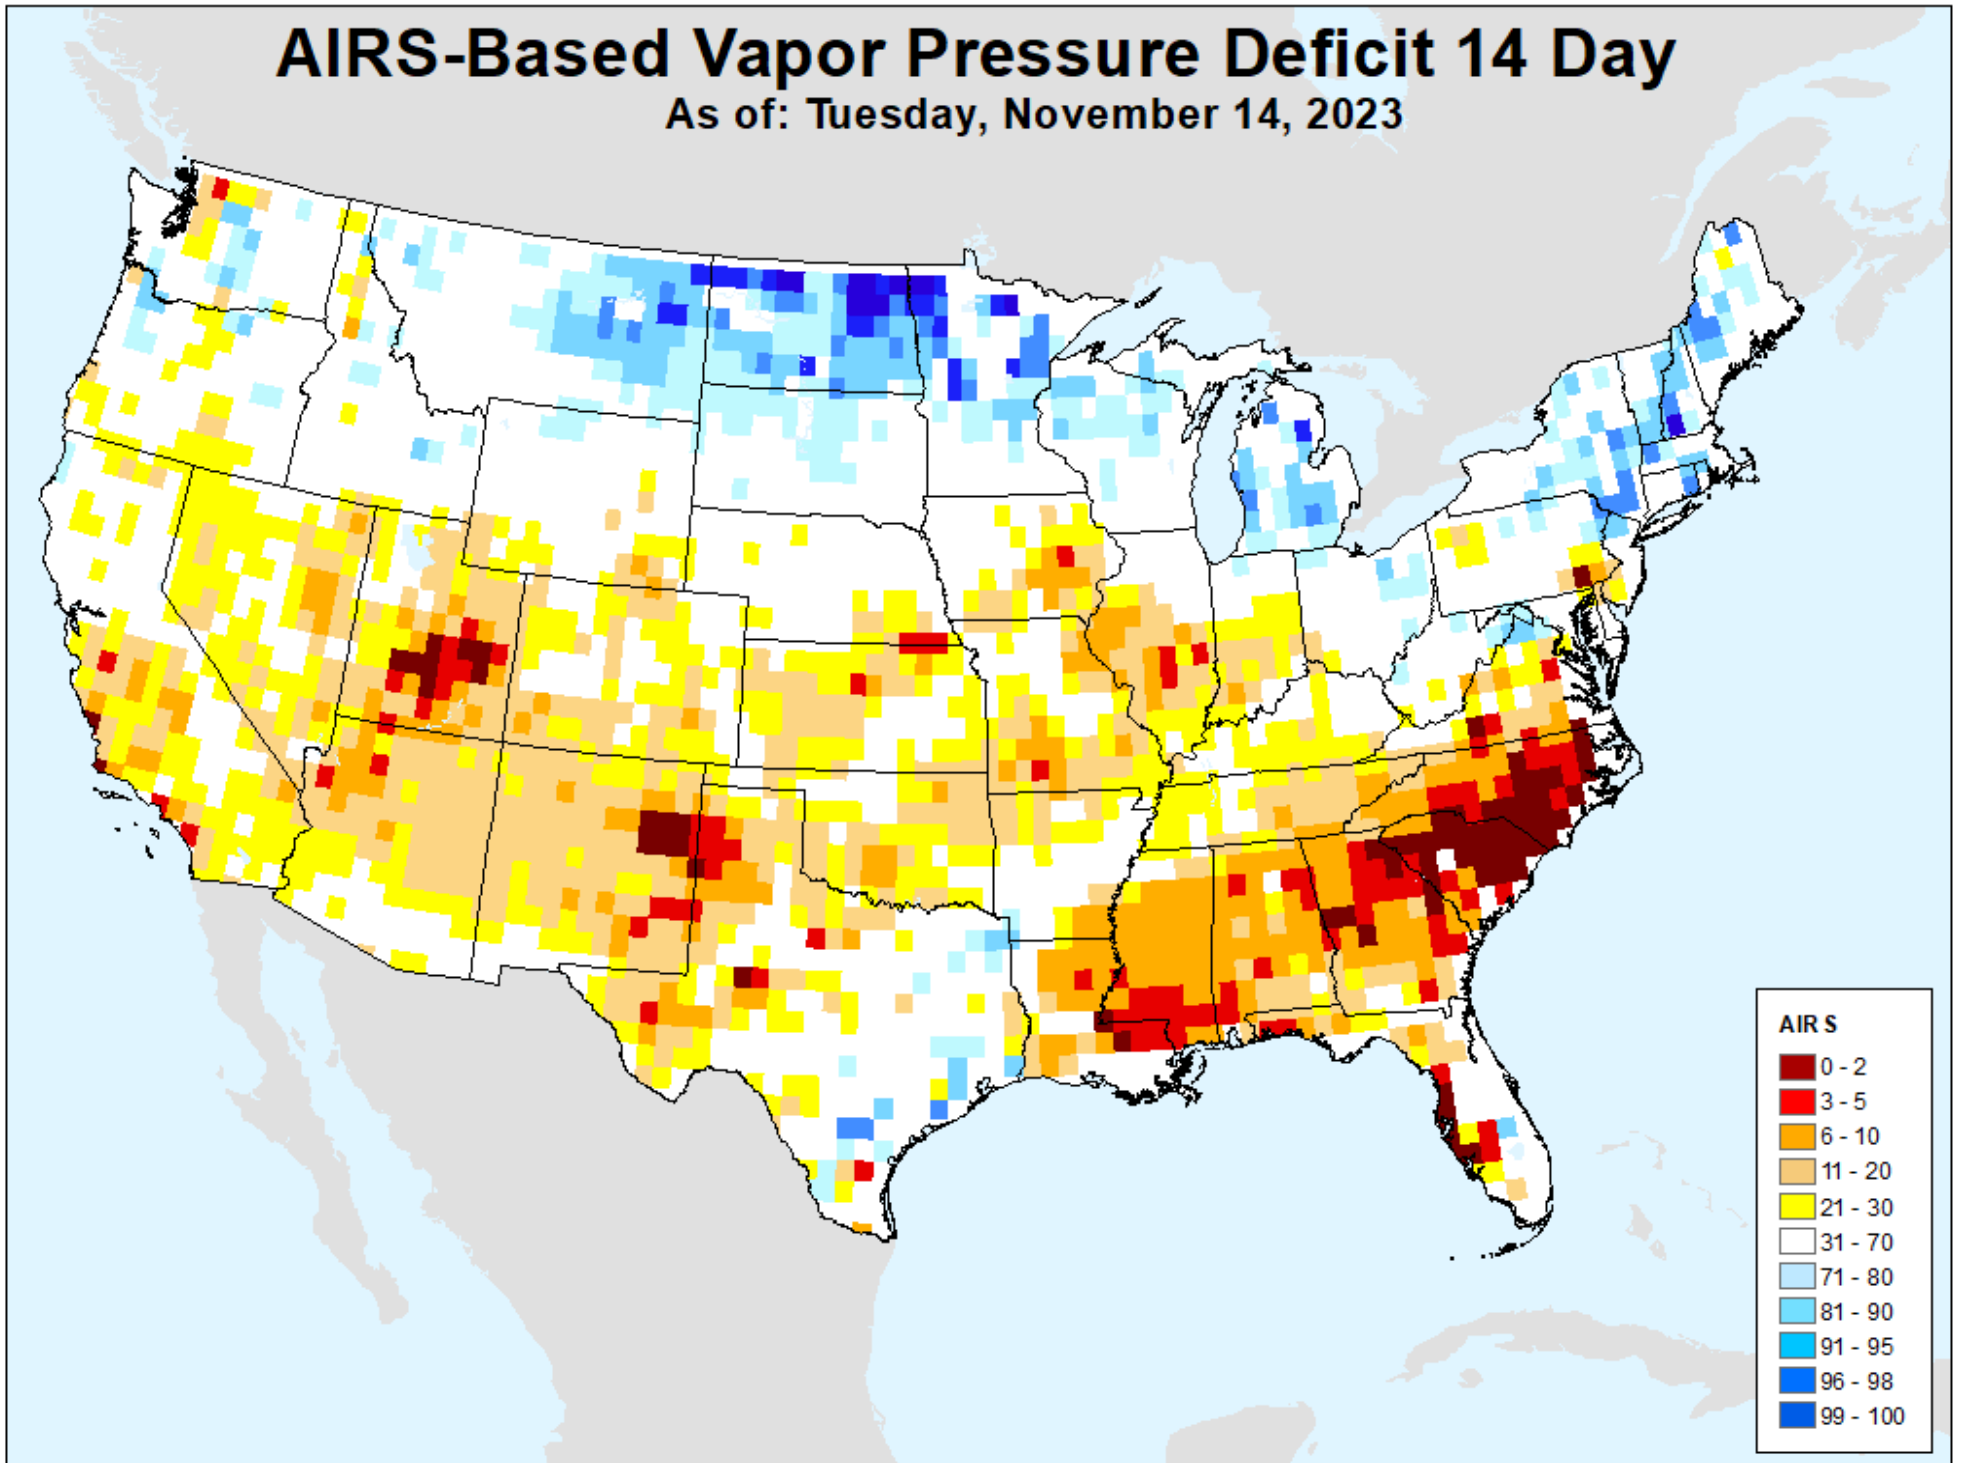 AIRS-Based Vapor Pressure Deficit 14 Day
As of: Tuesday, November 14, 2023
AIRS
0 - 2
3 - 5
6 - 10
11 - 20
21 - 30
31 - 70
71 - 80
81 - 90
91 - 95
96 - 98
99 - 100